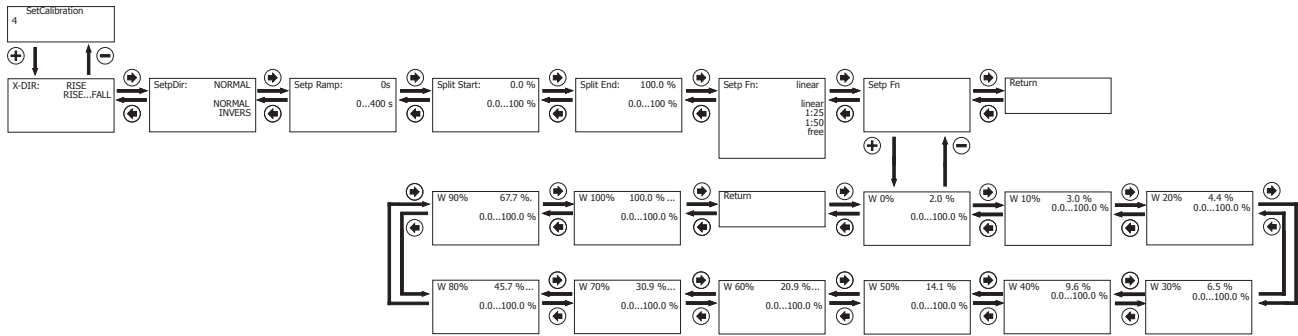 SetCalibration
4
X-DIR: RISE
RISE...FALL
SetpDir: NORMAL
NORMAL
INVERS
Setp Ramp: 0s
0...400 s
Split Start: 0.0 %
0.0...100 %
Split End: 100.0 %
0.0...100 %
Setp Fn: linear
linear
1:25
1:50
free
Setp Fn
Return
W 90% 67.7 %.
0.0...100.0 %
W 100% 100.0 % ...
0.0...100.0 %
Return
W 0% 2.0 %
0.0...100.0 %
W 10% 3.0 %
0.0...100.0 %
W 20% 4.4 %
0.0...100.0 %
W 80% 45.7 %...
0.0...100.0 %
W 70% 30.9 %...
0.0...100.0 %
W 60% 20.9 %...
0.0...100.0 %
W 50% 14.1 %
0.0...100.0 %
W 40% 9.6 %
0.0...100.0 %
W 30% 6.5 %
0.0...100.0 %